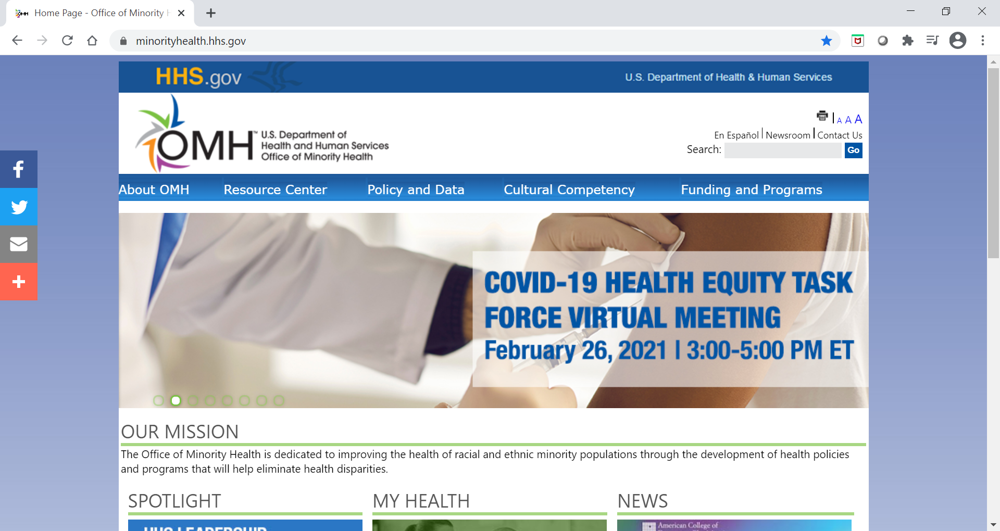 Home Page - Office of Minority
minorityhealth.hhs.gov
HHS.gov
U.S. Department of Health & Human Services
A A A
OMH™
U.S. Department of
Health and Human Services
Office of Minority Health
En Español | Newsroom | Contact Us
Search: Go
About OMH Resource Center Policy and Data Cultural Competency Funding and Programs
COVID-19 HEALTH EQUITY TASK
FORCE VIRTUAL MEETING
February 26, 2021 | 3:00-5:00 PM ET
OUR MISSION
The Office of Minority Health is dedicated to improving the health of racial and ethnic minority populations through the development of health policies
and programs that will help eliminate health disparities.
SPOTLIGHT MY HEALTH NEWS
HHS LEADERSHIP
American College of